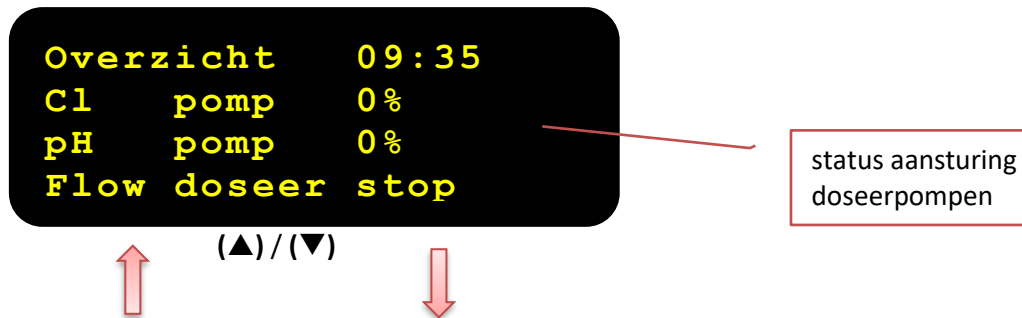 Overzicht 09:35
Cl pomp 0%
pH pomp 0%
Flow doseer stop
status aansturing
doseerpompen
(▲)/(▼)